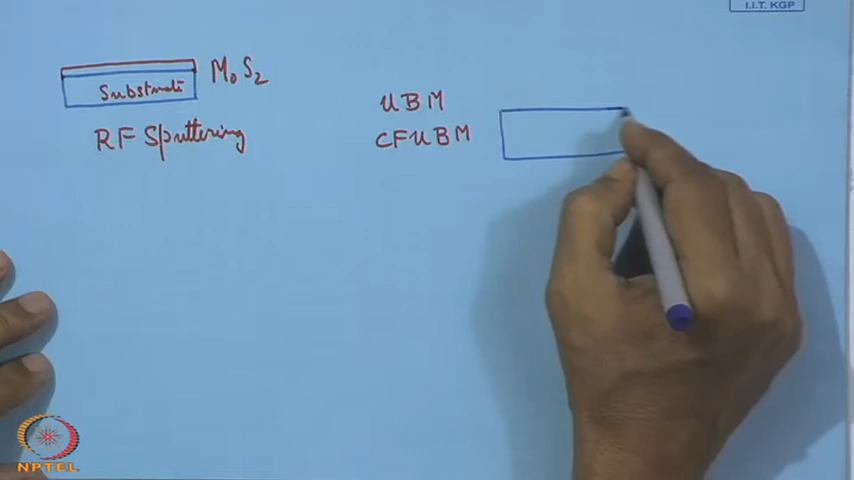 I.I.T. KGP
MoS2
Substrate
RF Sputtering
UBM
CFUBM
NPTEL